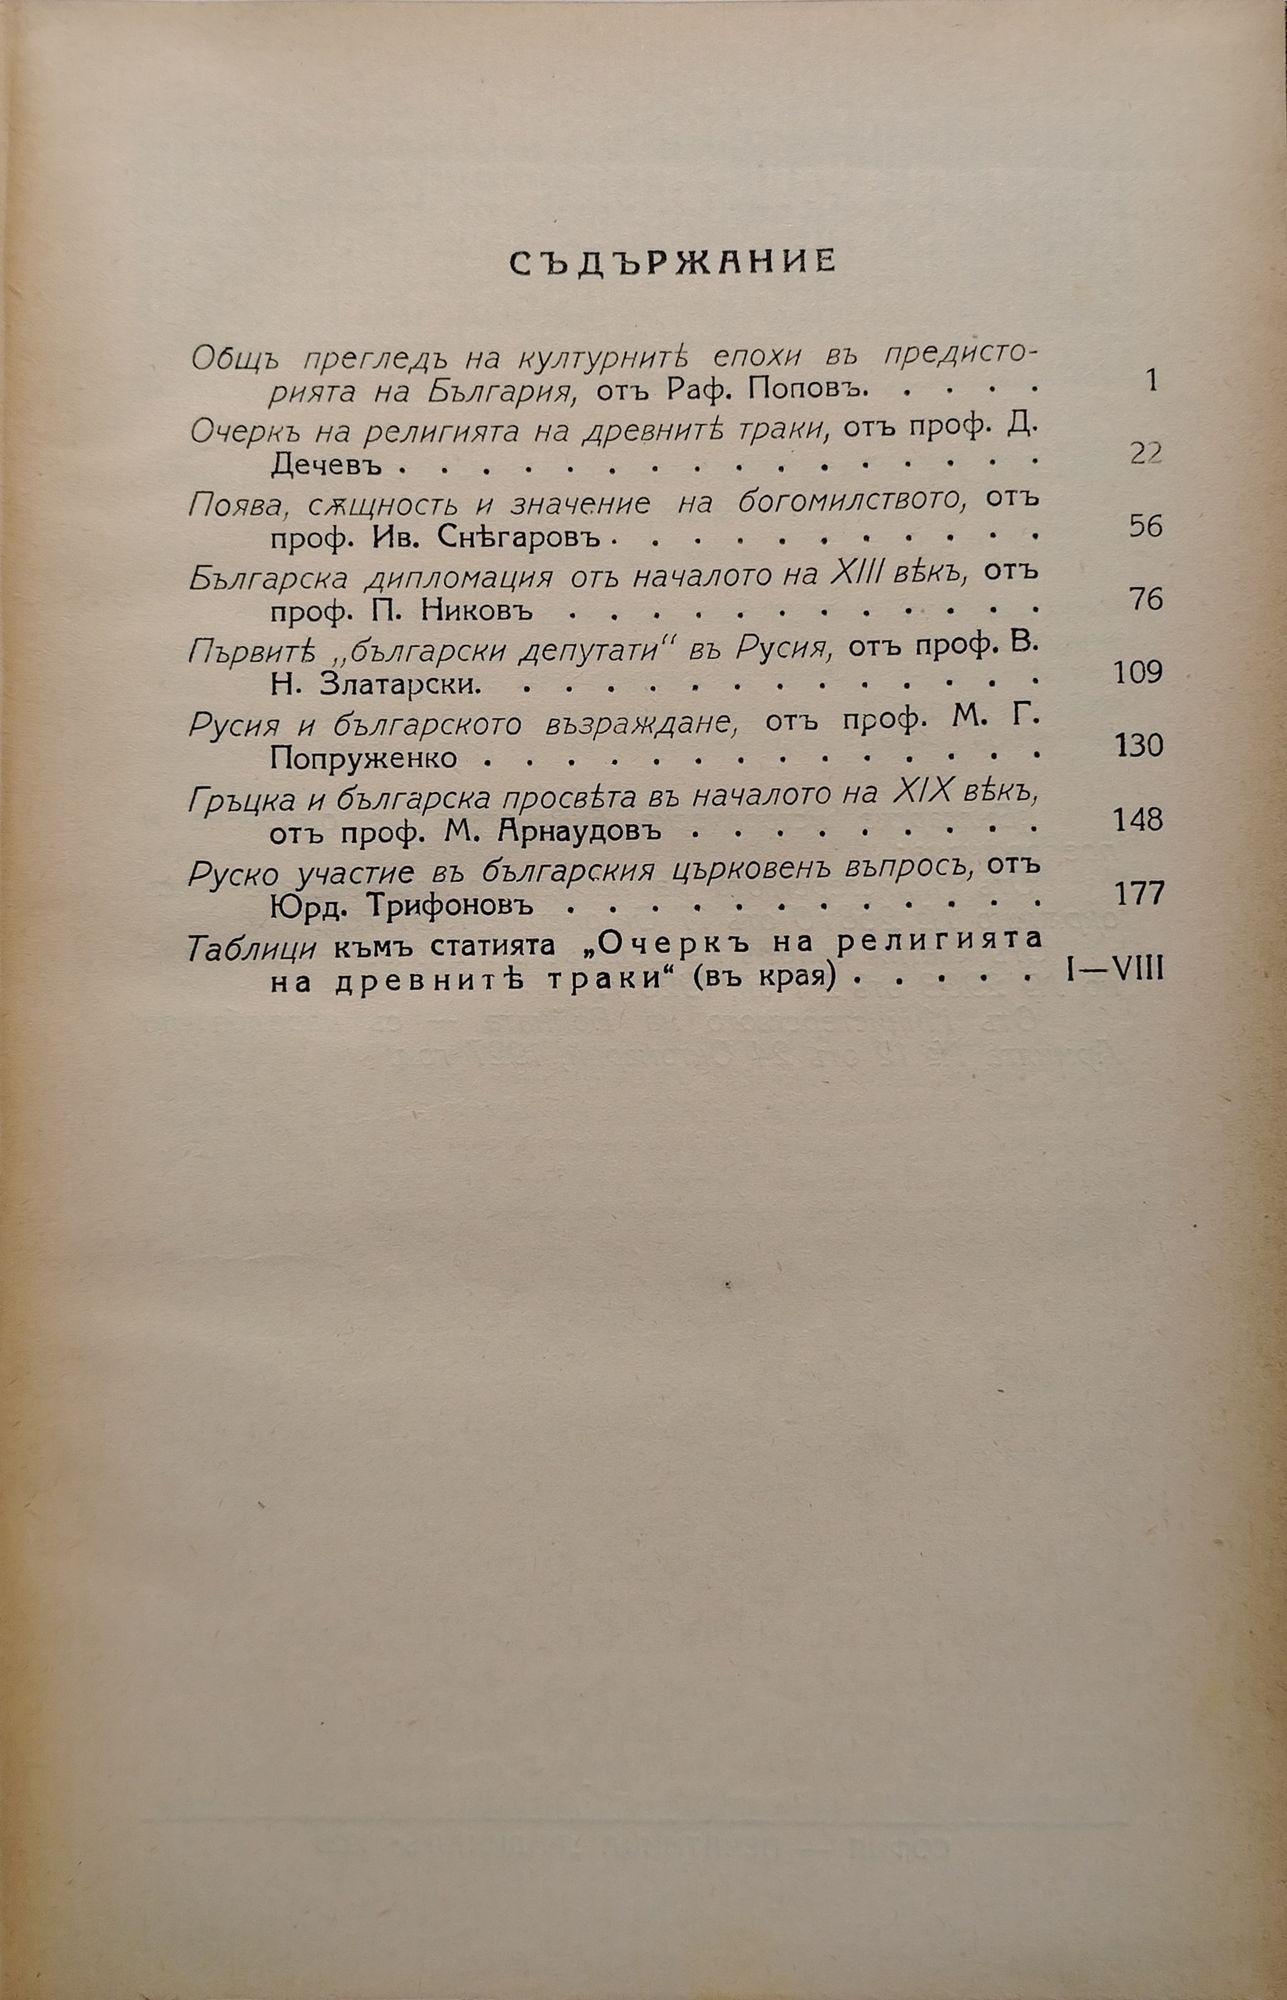 СЪДЪРЖАНИЕ
Общъ прегледъ на културнитѣ епохи въ предисто-
рията на България, отъ Раф. Поповъ. . . . . 1
Очеркъ на религията на древнитѣ траки, отъ проф. Д.
Дечевъ . . . . . . . . . . . . . . . . 22
Поява, сѫщность и значение на богомилството, отъ
проф. Ив. Снѣгаровъ . . . . . . . . . . . 56
Българска дипломация отъ началото на XIII вѣкъ, отъ
проф. П. Никовъ . . . . . . . . . . . . 76
Първитѣ „български депутати“ въ Русия, отъ проф. В.
Н. Златарски. . . . . . . . . . . . . . 109
Русия и българското възраждане, отъ проф. М. Г.
Попруженко . . . . . . . . . . . . . . 130
Гръцка и българска просвѣта въ началото на XIX вѣкъ,
отъ проф. М. Арнаудовъ . . . . . . . . . 148
Руско участие въ българския църковенъ въпросъ, отъ
Юрд. Трифоновъ . . . . . . . . . . . . 177
Таблици къмъ статията „Очеркъ на религията
на древнитѣ траки“ (въ края) . . . . . I—VIII